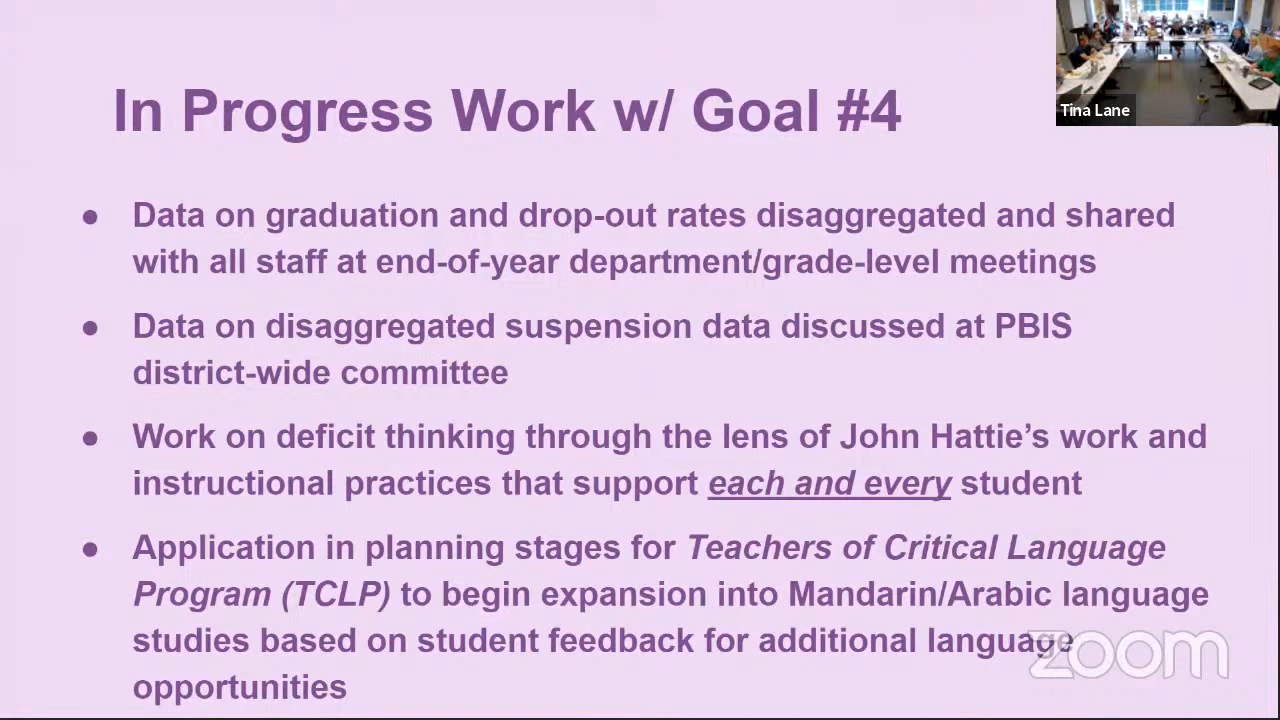 In Progress Work w/ Goal #4
Tina Lane
● Data on graduation and drop-out rates disaggregated and shared
with all staff at end-of-year department/grade-level meetings
● Data on disaggregated suspension data discussed at PBIS
district-wide committee
● Work on deficit thinking through the lens of John Hattie’s work and
instructional practices that support each and every student
● Application in planning stages for Teachers of Critical Language
Program (TCLP) to begin expansion into Mandarin/Arabic language
studies based on student feedback for additional language
opportunities
zoom